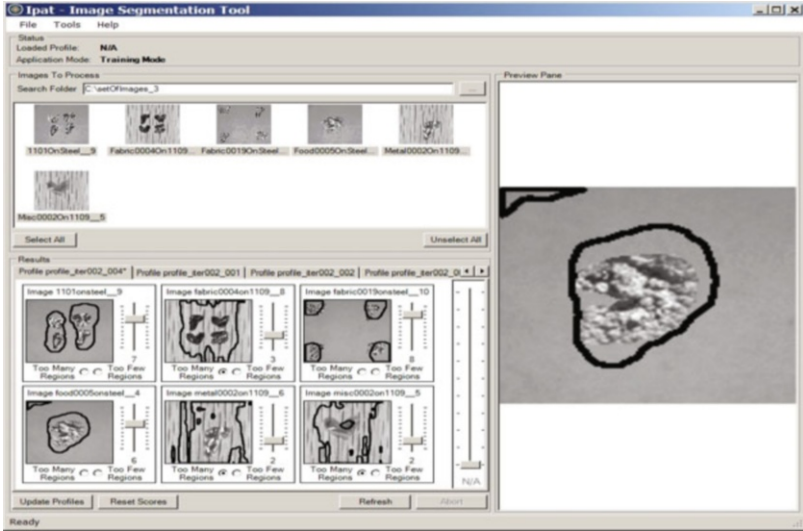 Ipat - Image Segmentation Tool
File Tools Help
Status
Loaded Profile: N/A
Application Mode: Training Mode
Images To Process
Search Folder C:\setOfImages_3
...
1101OnSteel__9 Fabric0004On1109... Fabric0019OnSteel... Food0005OnSteel... Metal0002On1109...
Misc0002On1109__5
Select All Unselect All
Results
Profile profile_iter002_004* Profile profile_iter002_001 Profile profile_iter002_002 Profile profile_iter002_0
Image 1101onsteel__9 Image fabric0004on1109__8 Image fabric0019onsteel__10
7 3 8
Too Many Regions Too Few Regions Too Many Regions Too Few Regions Too Many Regions Too Few Regions
Image food0005onsteel__4 Image metal0002on1109__6 Image misc0002on1109__5
6 2 2
Too Many Regions Too Few Regions Too Many Regions Too Few Regions Too Many Regions Too Few Regions
N/A
Update Profiles Reset Scores Refresh Abort
Ready
Preview Pane